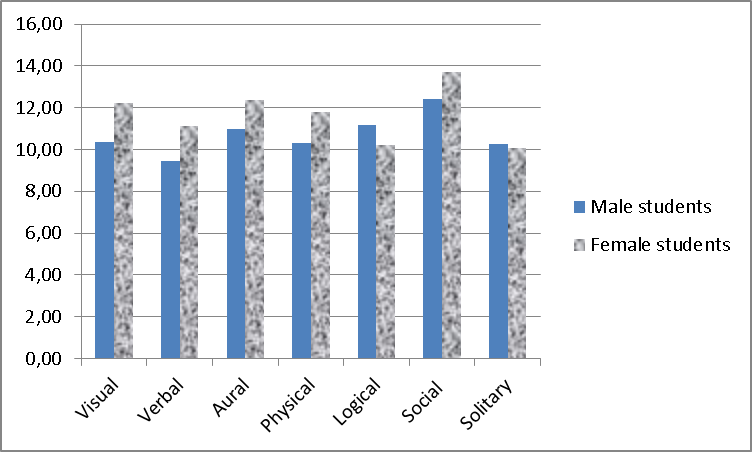 16,00
14,00
12,00
10,00
8,00
6,00
4,00
2,00
0,00
Visual
Verbal
Aural
Physical
Logical
Social
Solitary
Male students
Female students